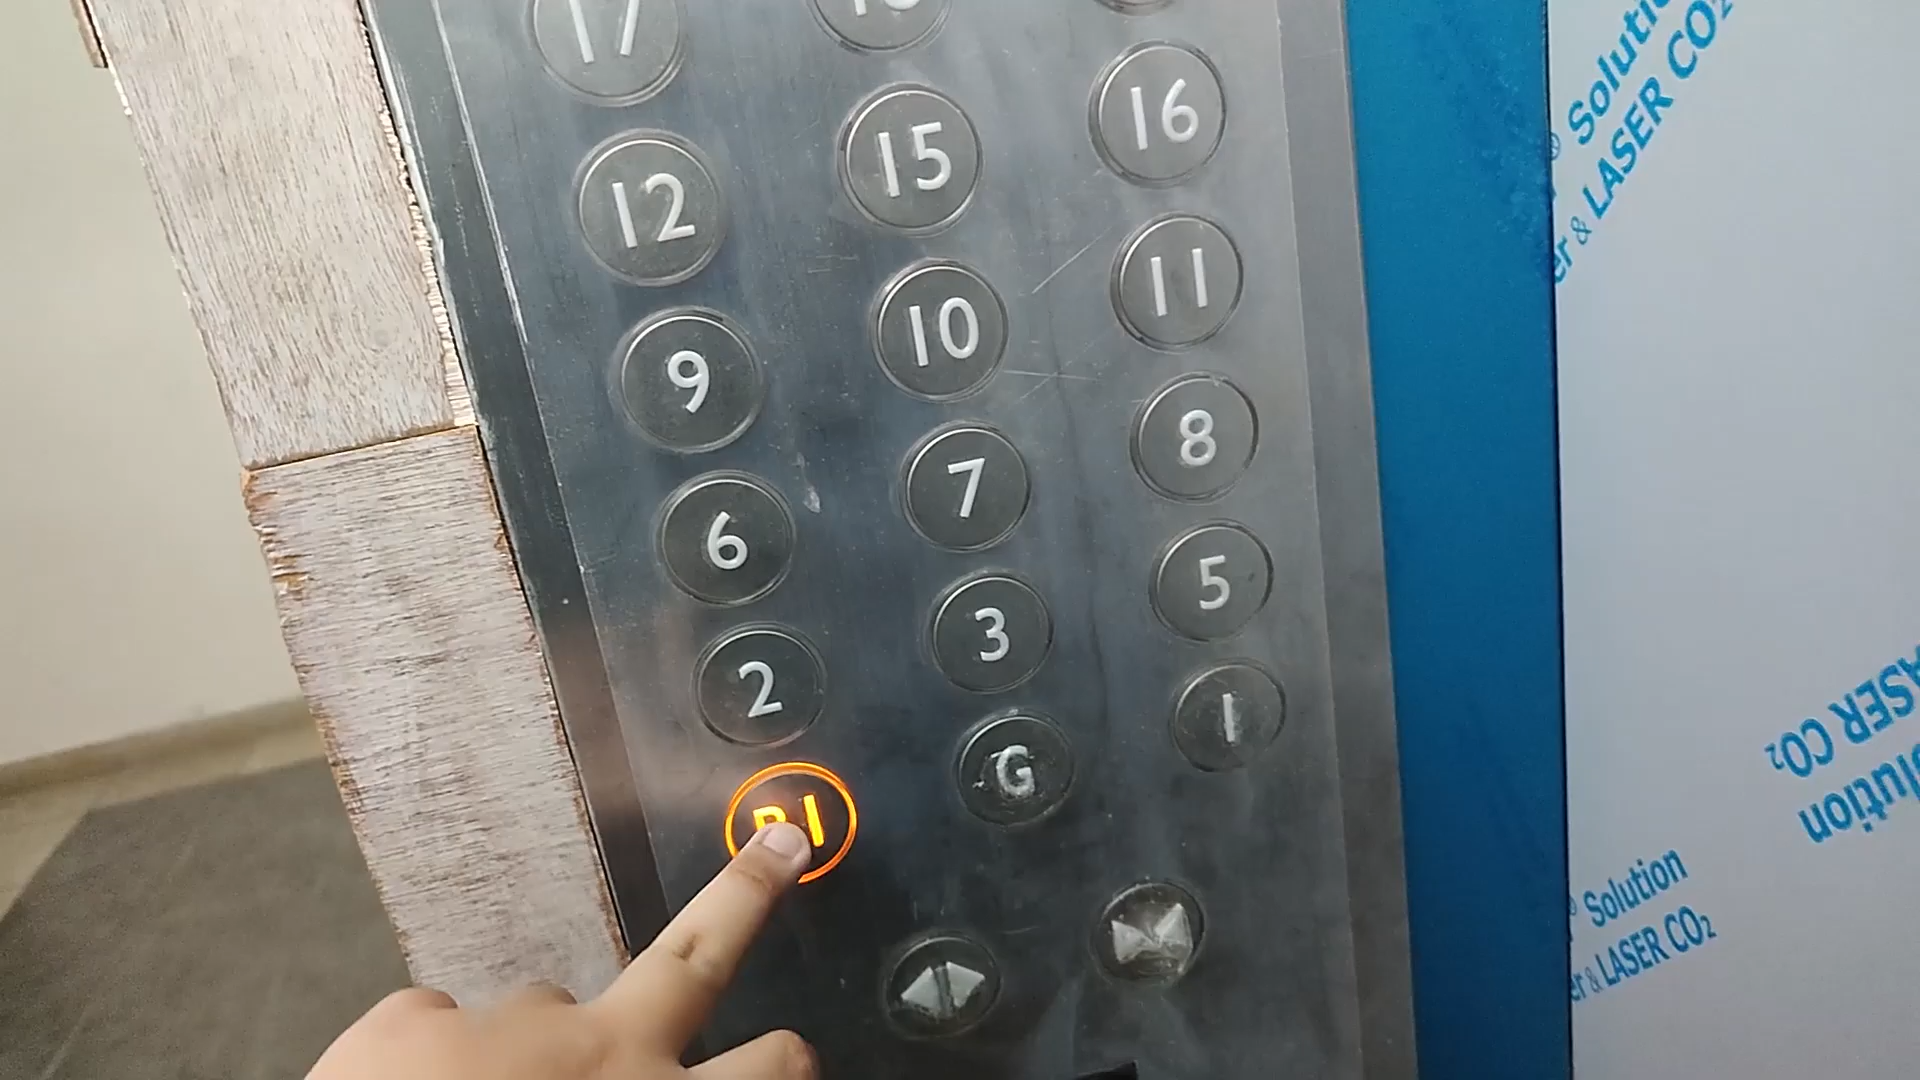 17
15
16
12
10
11
9
7
8
6
3
5
2
G
1
B1
Solution
& LASER CO₂
LASER CO₂
Solution
Solution
& LASER CO₂